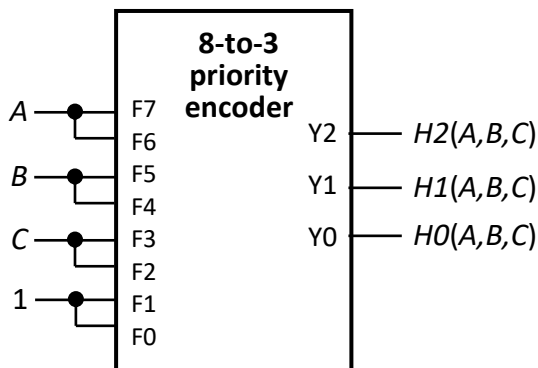 8-to-3
priority
encoder
A
F7
F6
B
F5
F4
C
F3
F2
1
F1
F0
Y2
H2(A,B,C)
Y1
H1(A,B,C)
Y0
H0(A,B,C)